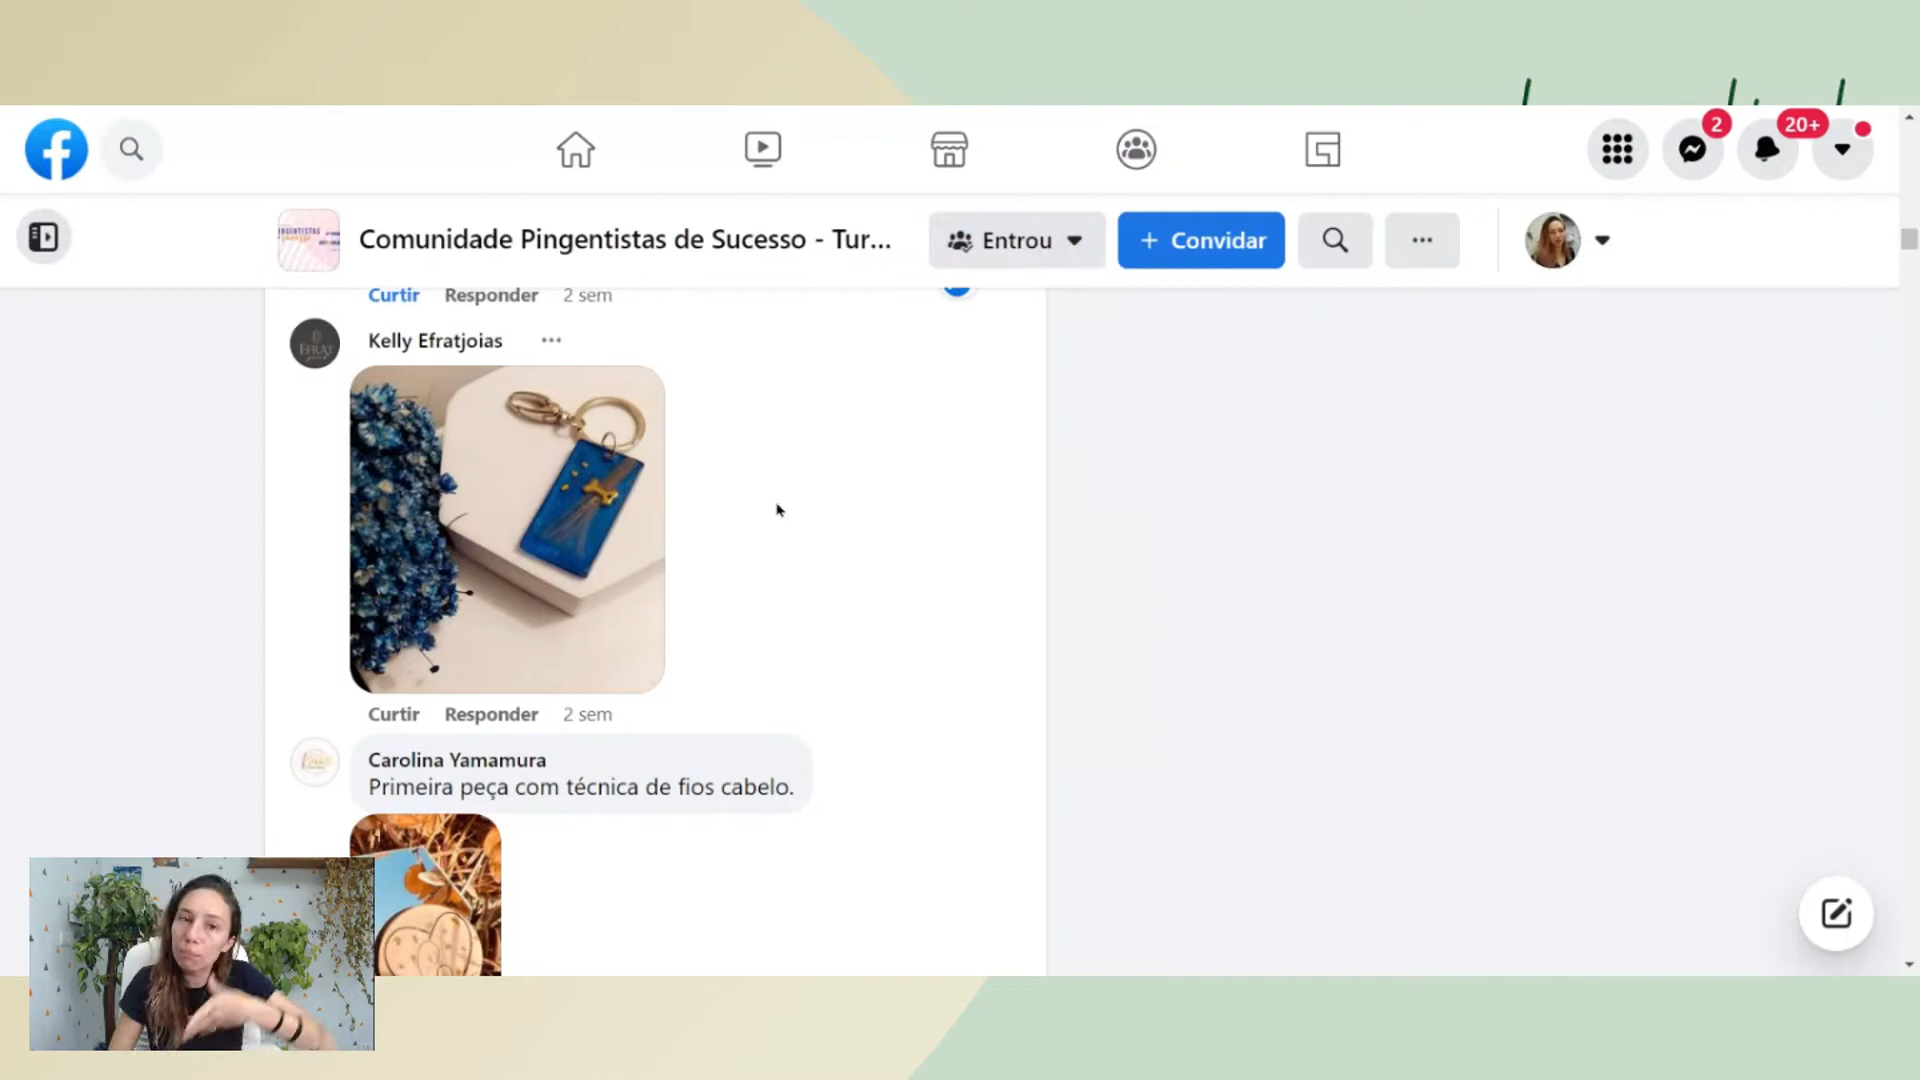 2
20+
Comunidade Pingentistas de Sucesso - Tur...
Entrou
+ Convidar
Curtir Responder 2 sem
Kelly Efratjoias
EFRAT
Curtir Responder 2 sem
Carolina Yamamura
Primeira peça com técnica de fios cabelo.